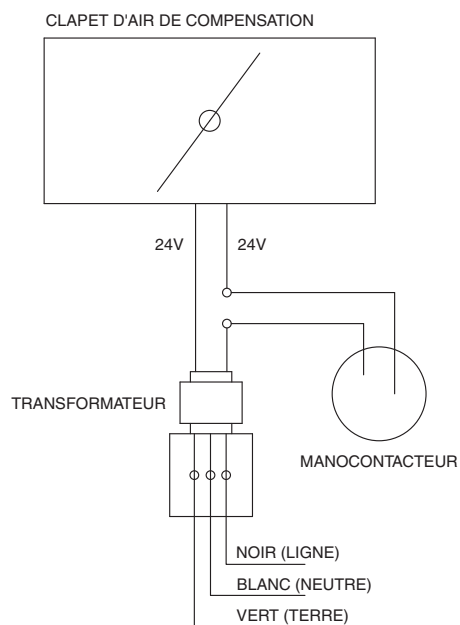 CLAPET D'AIR DE COMPENSATION
24V 24V
TRANSFORMATEUR
MANOCONTACTEUR
NOIR (LIGNE)
BLANC (NEUTRE)
VERT (TERRE)